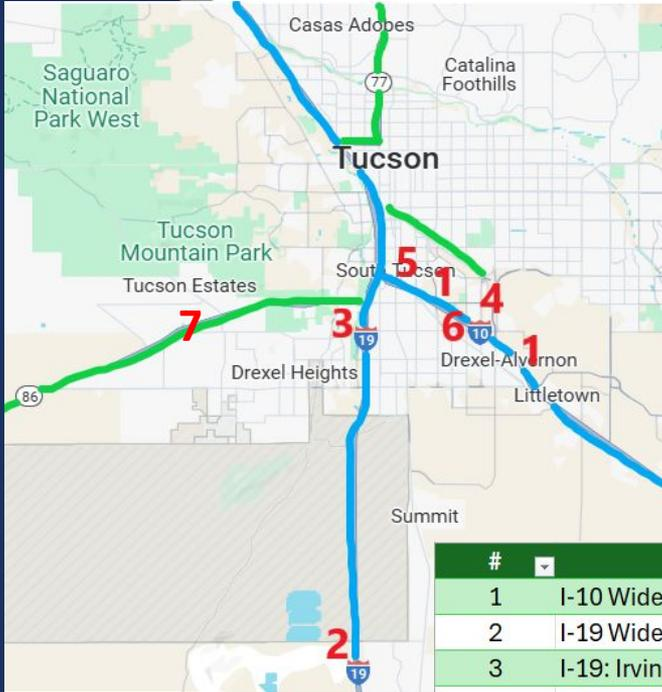 Casas Adobes
Catalina
Foothills
Saguaro
National
Park West
77
Tucson
Tucson
Mountain Park
South Tucson
5
Tucson Estates
1
4
7
3
6
10
19
1
Drexel-Alvernon
Drexel Heights
86
Littletown
Summit
2
19
#
1 I-10 Wide
2 I-19 Wide
3 I-19: Irvin